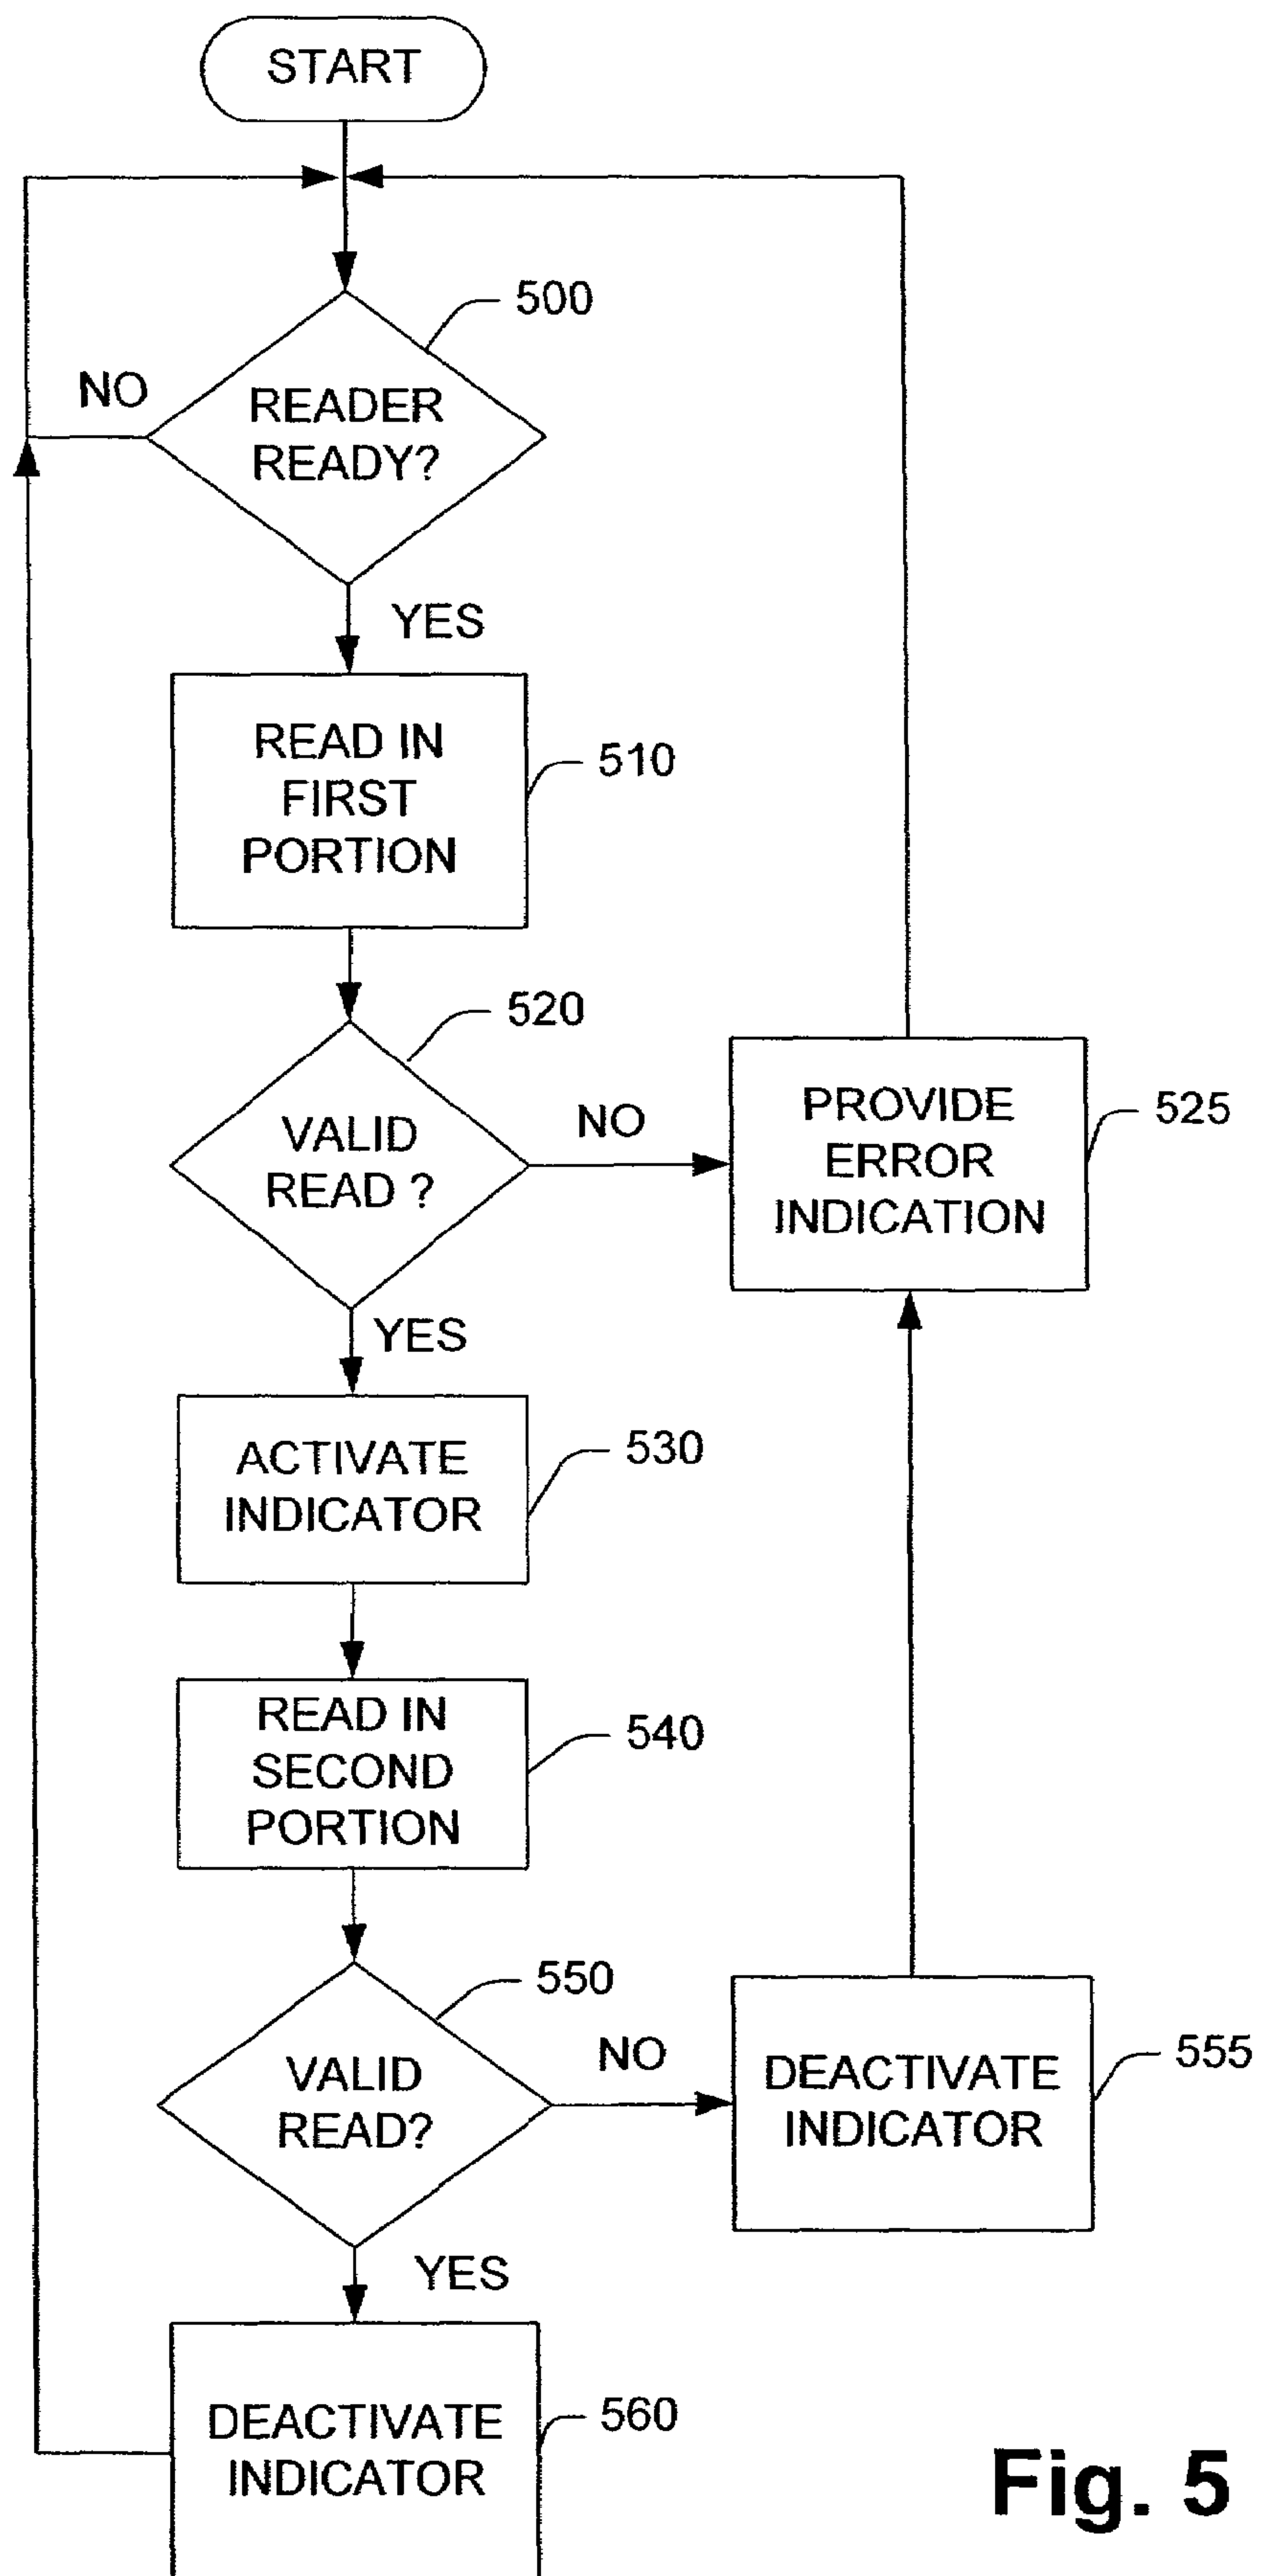 START
500
NO
READER
READY?
YES
READ IN
FIRST
PORTION
510
520
VALID
READ ?
NO
PROVIDE
ERROR
INDICATION
525
YES
ACTIVATE
INDICATOR
530
READ IN
SECOND
PORTION
540
550
VALID
READ?
NO
DEACTIVATE
INDICATOR
555
YES
DEACTIVATE
INDICATOR
560
Fig. 5